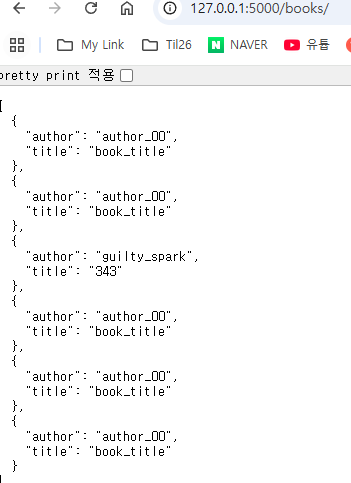 127.0.0.1:5000/books/
My Link
Til26
N NAVER
유튭
pretty print 적용
[
  {
    "author": "author_00",
    "title": "book_title"
  },
  {
    "author": "author_00",
    "title": "book_title"
  },
  {
    "author": "guilty_spark",
    "title": "343"
  },
  {
    "author": "author_00",
    "title": "book_title"
  },
  {
    "author": "author_00",
    "title": "book_title"
  },
  {
    "author": "author_00",
    "title": "book_title"
  }
]